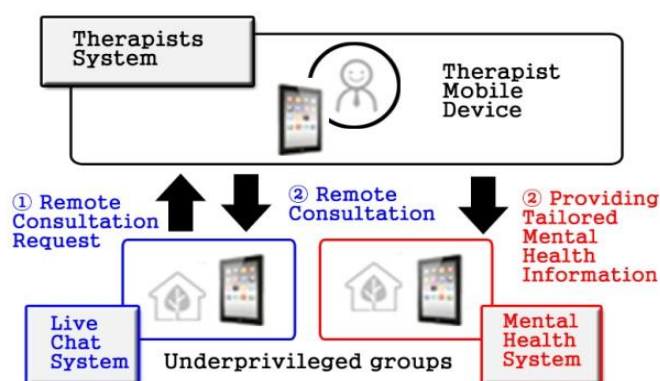 Therapists
System
Therapist
Mobile
Device
① Remote
Consultation
Request
② Remote
Consultation
② Providing
Tailored
Mental
Health
Information
Live
Chat
System
Underprivileged groups
Mental
Health
System